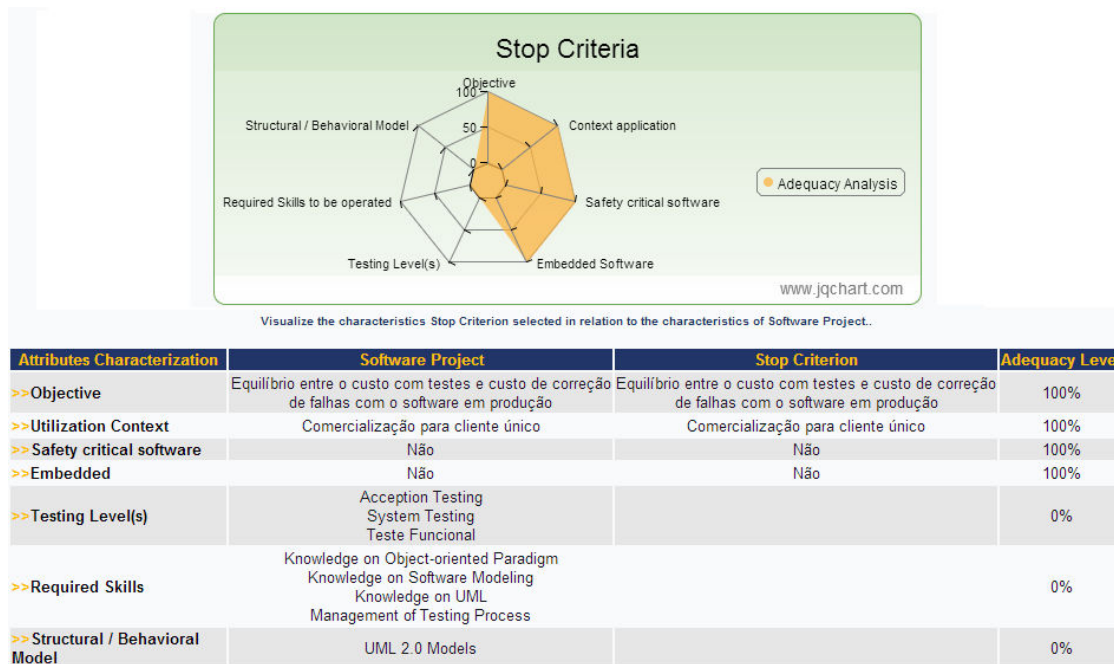 Stop Criteria
Objective
100
50
0
Structural / Behavioral Model
Context application
Required Skills to be operated
Safety critical software
Testing Level(s)
Embedded Software
Adequacy Analysis
www.jqchart.com
Visualize the characteristics Stop Criterion selected in relation to the characteristics of Software Project..
Attributes Characterization Software Project Stop Criterion Adequacy Leve
>>Objective
Equilíbrio entre o custo com testes e custo de correção
de falhas com o software em produção
Equilíbrio entre o custo com testes e custo de correção
de falhas com o software em produção
100%
>>Utilization Context Comercialização para cliente único Comercialização para cliente único 100%
>>Safety critical software Não Não 100%
>>Embedded Não Não 100%
>>Testing Level(s)
Acception Testing
System Testing
Teste Funcional
0%
>>Required Skills
Knowledge on Object-oriented Paradigm
Knowledge on Software Modeling
Knowledge on UML
Management of Testing Process
0%
>>Structural / Behavioral
Model
UML 2.0 Models
0%